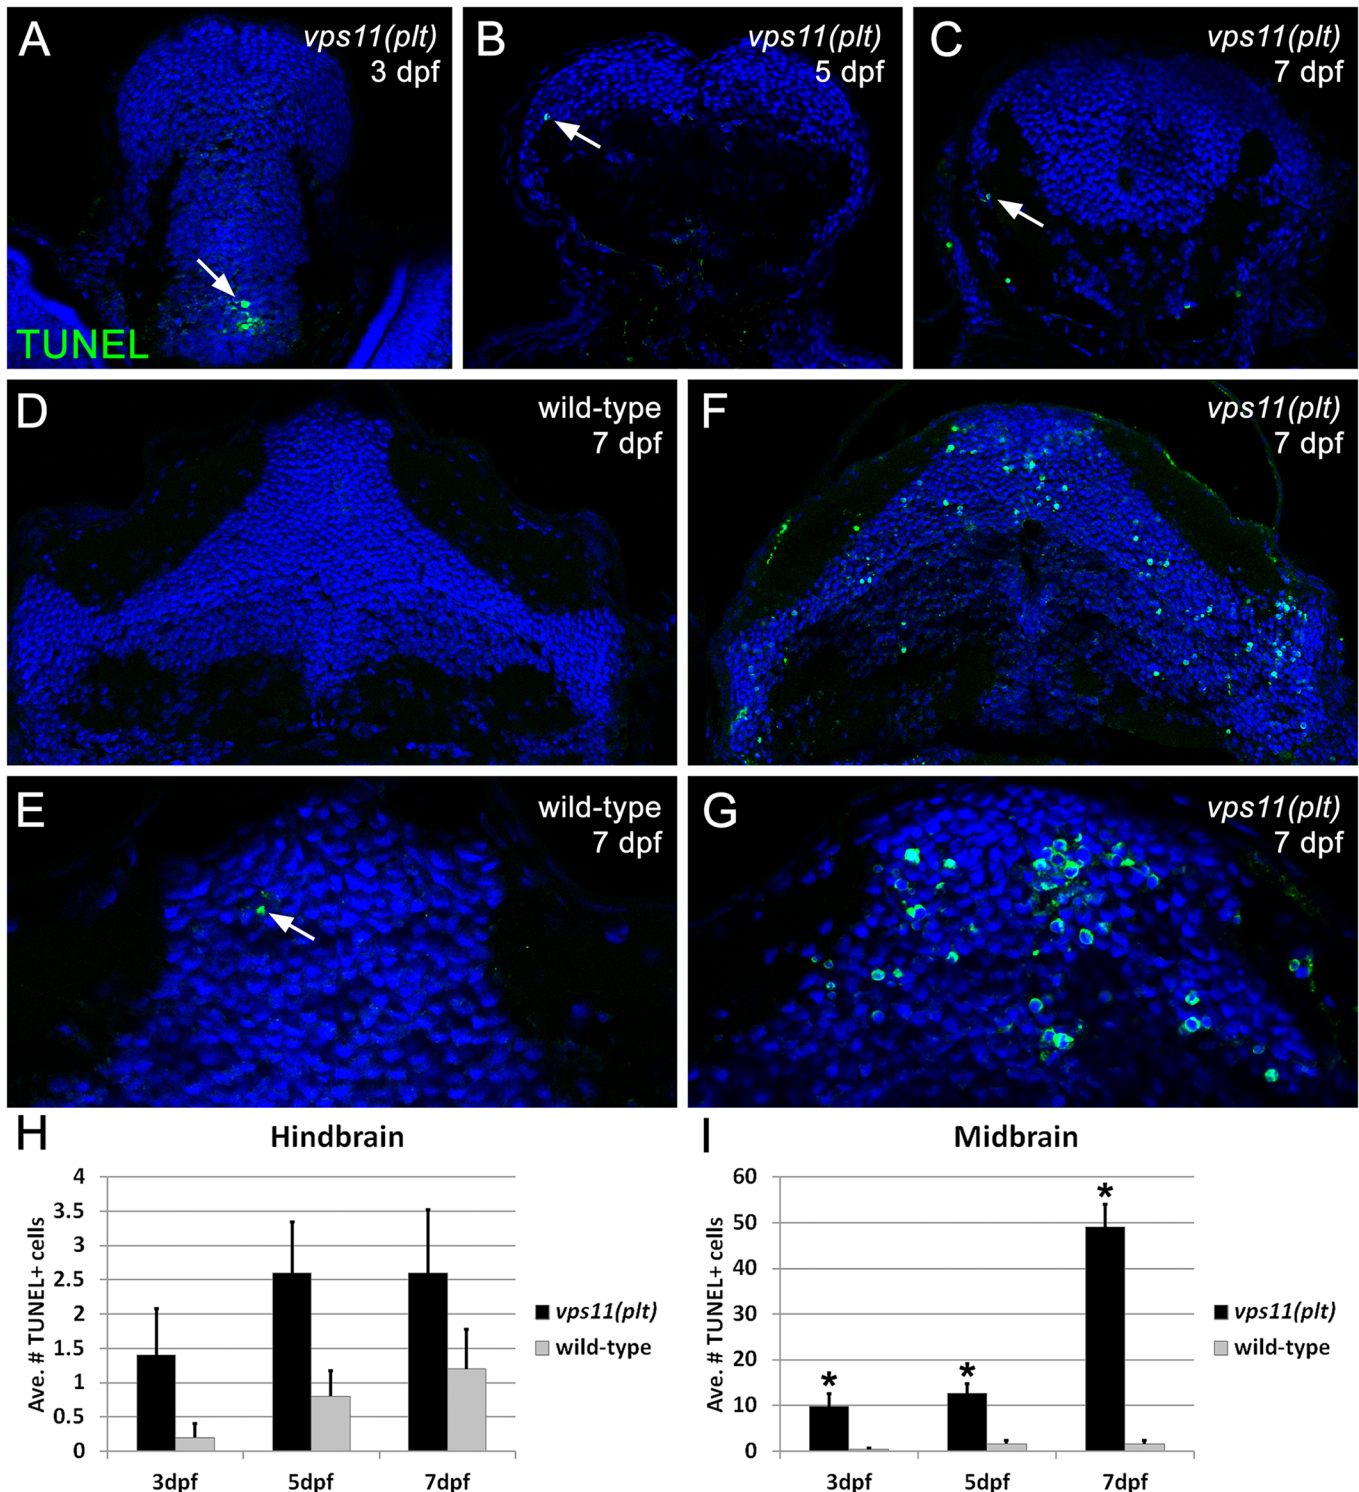 A
vps11(plt)
3 dpf
TUNEL
B
vps11(plt)
5 dpf
C
vps11(plt)
7 dpf
D
wild-type
7 dpf
F
vps11(plt)
7 dpf
E
wild-type
7 dpf
G
vps11(plt)
7 dpf
H
Hindbrain
Ave. # TUNEL+ cells
4
3.5
3
2.5
2
1.5
1
0.5
0
3dpf
5dpf
7dpf
vps11(plt)
wild-type
I
Midbrain
Ave. # TUNEL+ cells
60
50
40
30
20
10
0
*
*
*
3dpf
5dpf
7dpf
vps11(plt)
wild-type